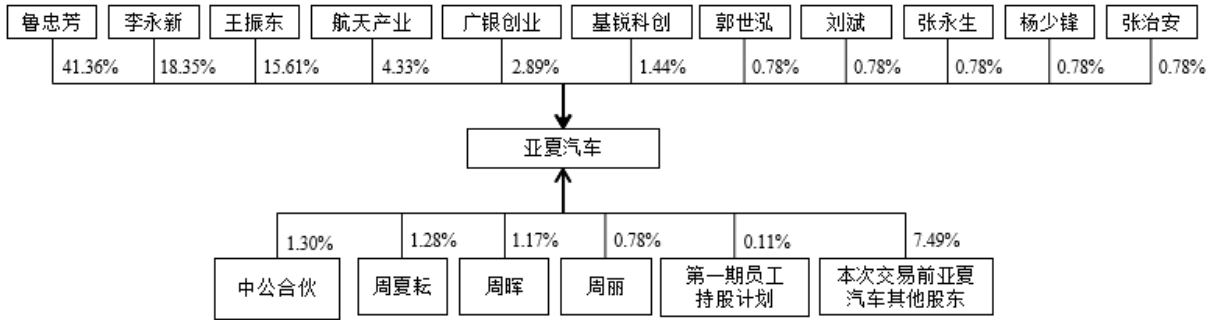 鲁忠芳 李永新 王振东 航天产业 广银创业 基锐科创 郭世泓 刘斌 张永生 杨少锋 张治安
41.36% 18.35% 15.61% 4.33% 2.89% 1.44% 0.78% 0.78% 0.78% 0.78% 0.78%
亚夏汽车
1.30% 1.28% 1.17% 0.78% 0.11% 7.49%
中公合伙 周夏耘 周晖 周丽 第一期员工 本次交易前亚夏
持股计划 汽车其他股东